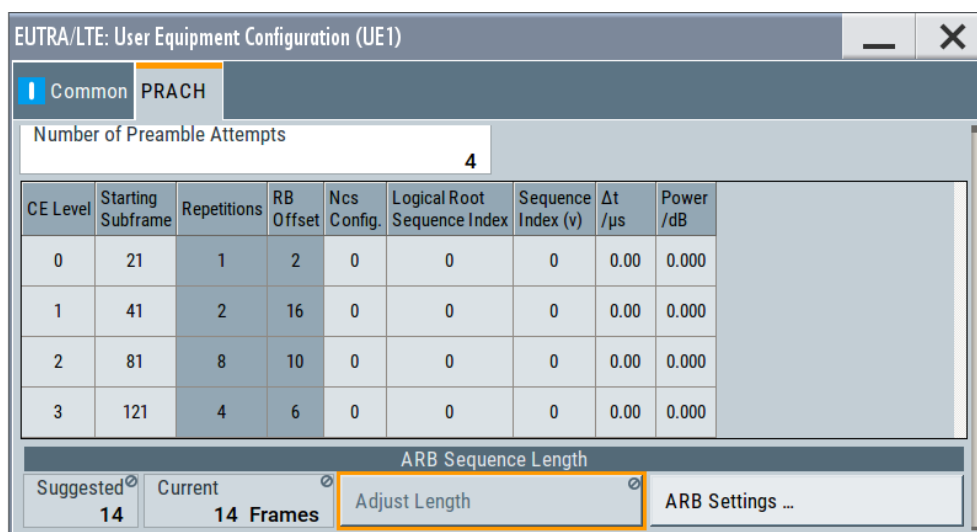 EUTRA/LTE: User Equipment Configuration (UE1)
Common PRACH
Number of Preamble Attempts
4
CE Level Starting Subframe Repetitions RB Offset Ncs Config. Logical Root Sequence Index Sequence Index (v) Δt /µs Power /dB
0 21 1 2 0 0 0 0.00 0.000
1 41 2 16 0 0 0 0.00 0.000
2 81 8 10 0 0 0 0.00 0.000
3 121 4 6 0 0 0 0.00 0.000
ARB Sequence Length
Suggested Current Adjust Length ARB Settings ...
14 14 Frames